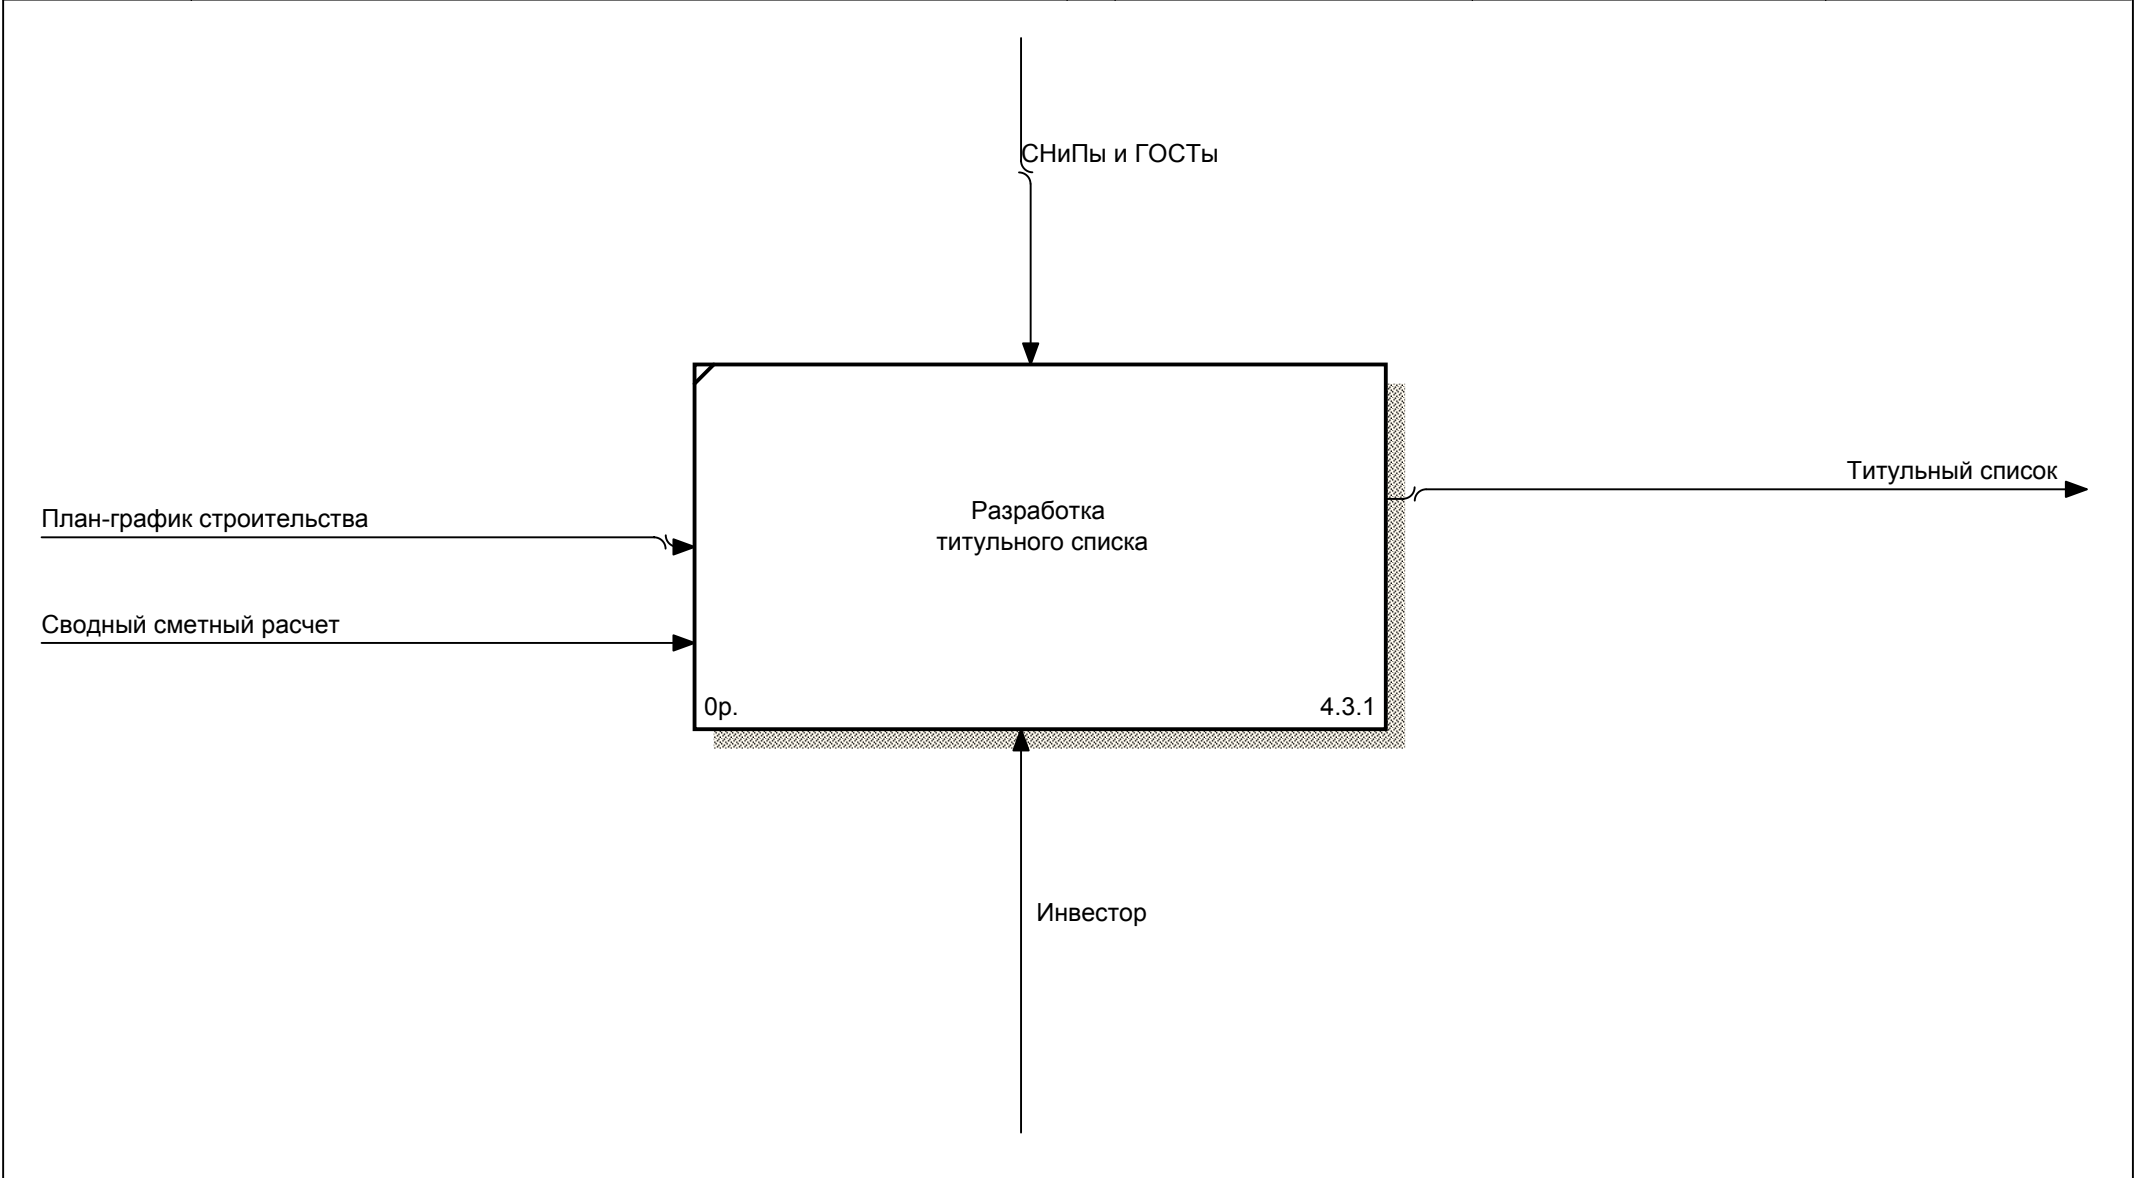 СНиПы и ГОСТы
Титульный список
План-график строительства
Разработка
титульного списка
Сводный сметный расчет
0р.
4.3.1
Инвестор